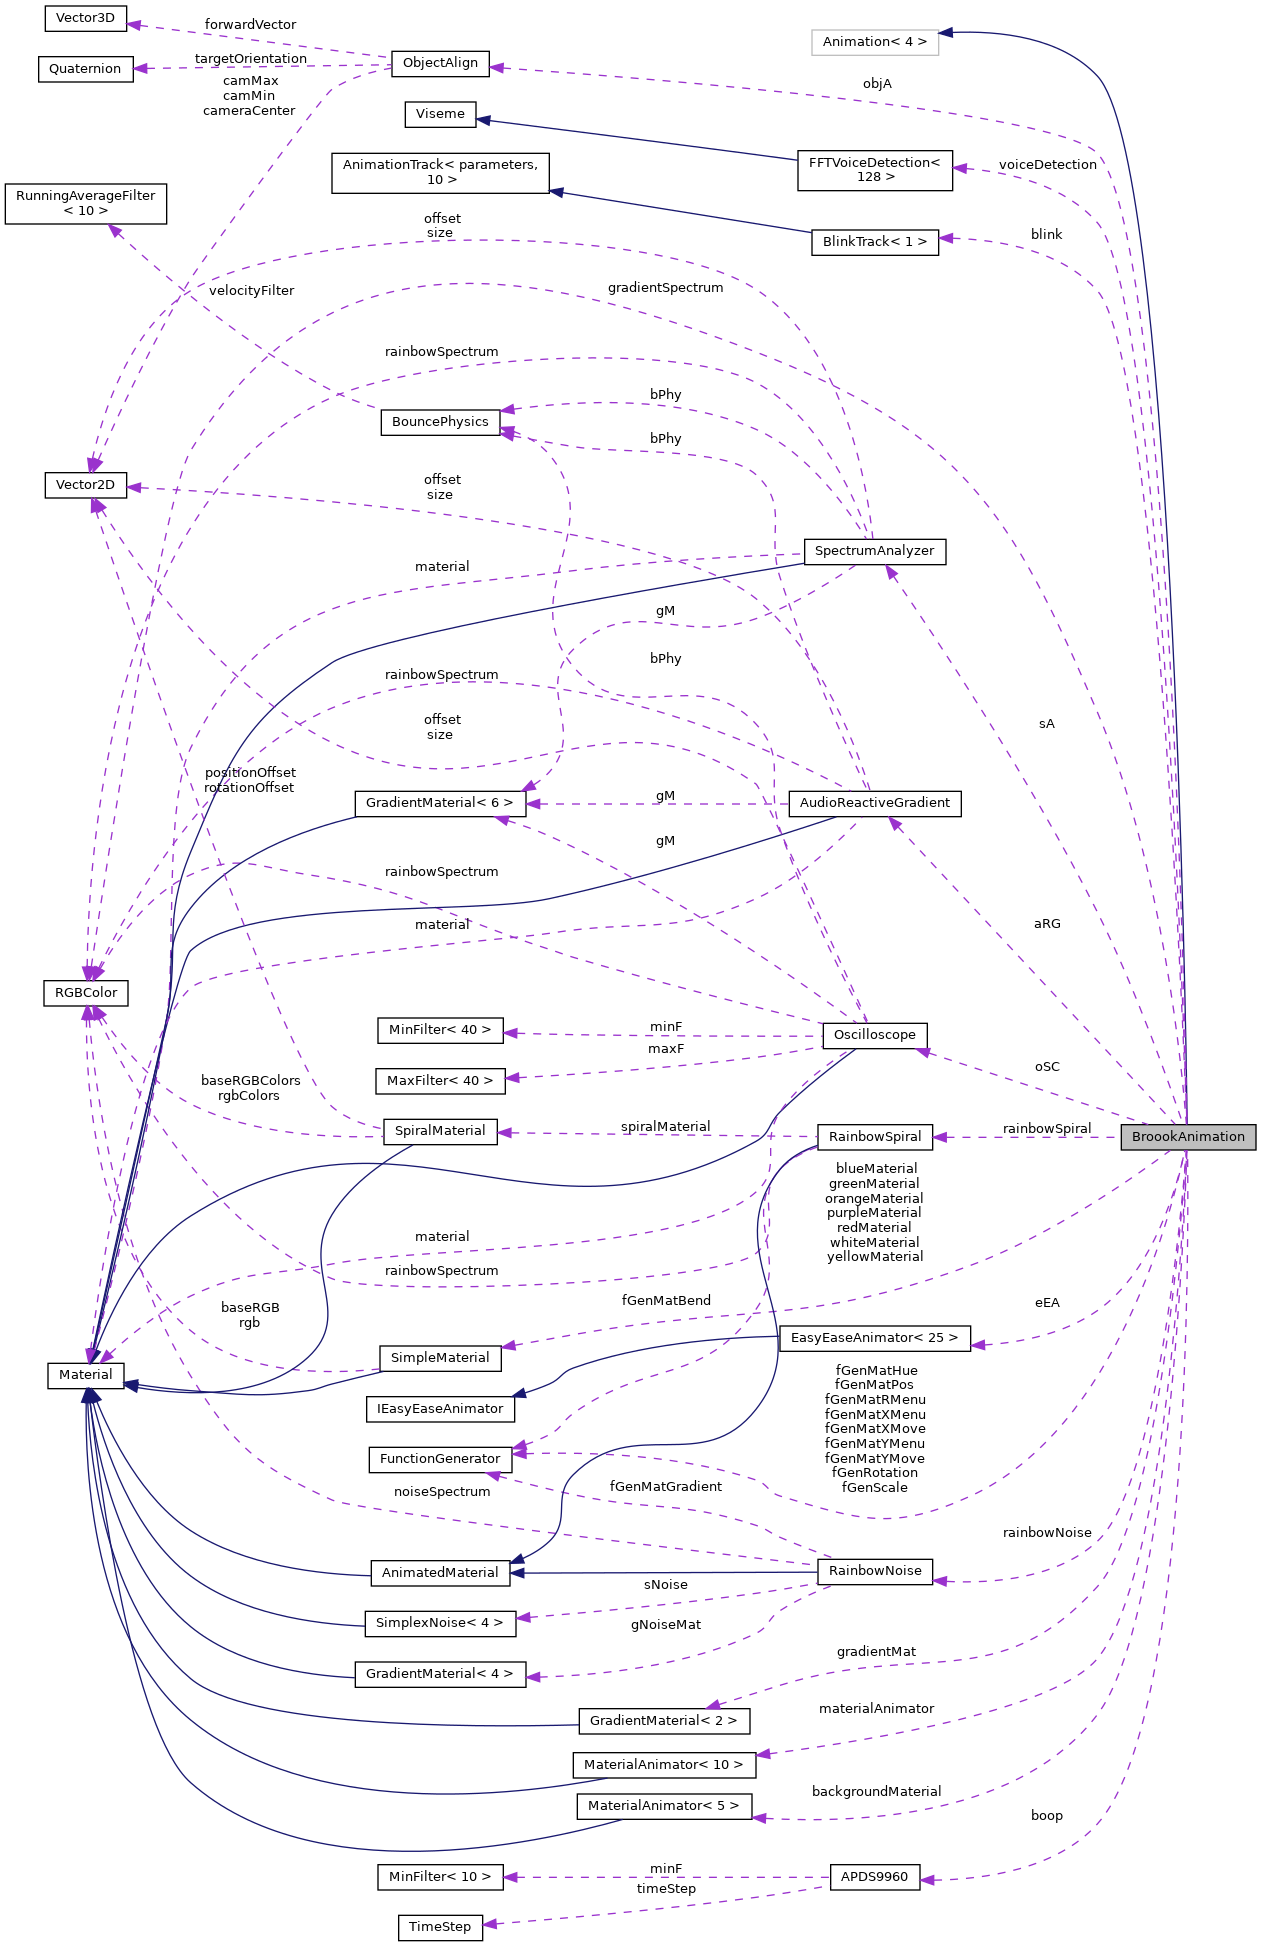 Vector3D
forwardVector
Animation< 4 >
Quaternion
targetOrientation
ObjectAlign
camMax
camMin
cameraCenter
objA
Viseme
AnimationTrack< parameters,
10 >
FFTVoiceDetection<
128 >
voiceDetection
RunningAverageFilter
< 10 >
offset
size
BlinkTrack< 1 >
blink
velocityFilter
gradientSpectrum
rainbowSpectrum
bPhy
BouncePhysics
bPhy
Vector2D
offset
size
SpectrumAnalyzer
material
gM
bPhy
rainbowSpectrum
offset
size
sA
positionOffset
rotationOffset
GradientMaterial< 6 >
gM
AudioReactiveGradient
gM
rainbowSpectrum
material
aRG
RGBColor
MinFilter< 40 >
minF
Oscilloscope
maxF
MaxFilter< 40 >
oSC
baseRGBColors
rgbColors
SpiralMaterial
spiralMaterial
RainbowSpiral
rainbowSpiral
BroookAnimation
blueMaterial
greenMaterial
orangeMaterial
purpleMaterial
redMaterial
whiteMaterial
yellowMaterial
material
rainbowSpectrum
baseRGB
rgb
fGenMatBend
eEA
SimpleMaterial
EasyEaseAnimator< 25 >
Material
IEasyEaseAnimator
fGenMatHue
fGenMatPos
fGenMatRMenu
fGenMatXMenu
fGenMatXMove
fGenMatYMenu
fGenMatYMove
fGenRotation
fGenScale
FunctionGenerator
noiseSpectrum
fGenMatGradient
rainbowNoise
AnimatedMaterial
RainbowNoise
sNoise
SimplexNoise< 4 >
gNoiseMat
GradientMaterial< 4 >
gradientMat
GradientMaterial< 2 >
materialAnimator
MaterialAnimator< 10 >
backgroundMaterial
MaterialAnimator< 5 >
boop
MinFilter< 10 >
minF
APDS9960
timeStep
TimeStep